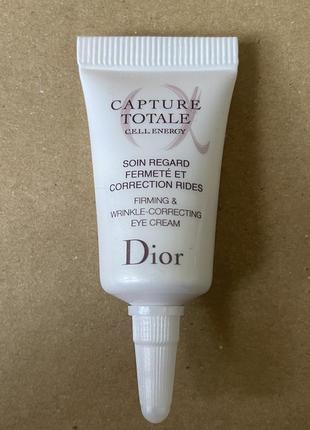 CAPTURE
TOTALE
C.E.L.L. ENERGY
SOIN REGARD
FERMETÉ ET
CORRECTION RIDES
FIRMING &
WRINKLE-CORRECTING
EYE CREAM
Dior